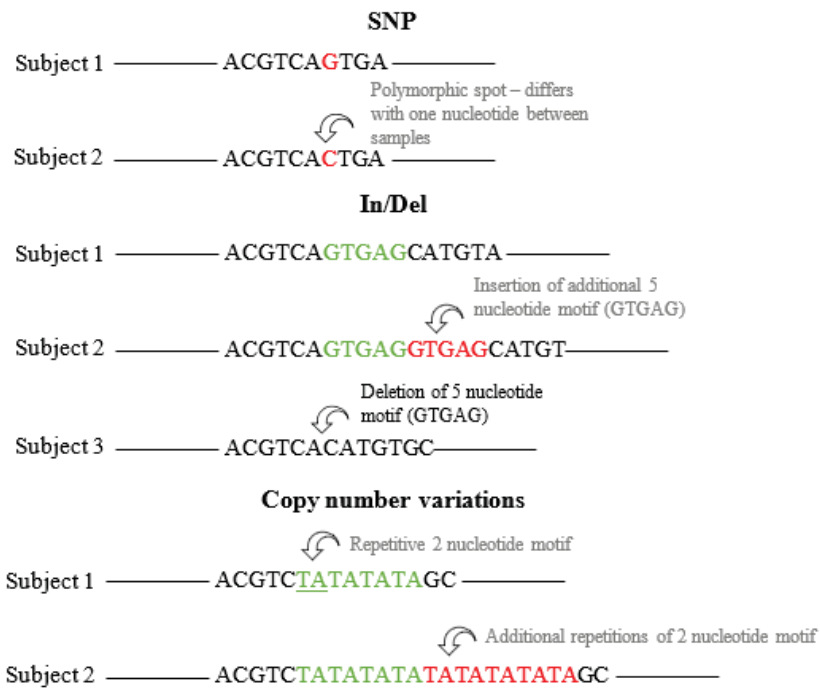 SNP
Subject 1 ACGTCAGTGA
Polymorphic spot – differs
with one nucleotide between
samples
Subject 2 ACGTCACTGA
In/Del
Subject 1 ACGTCAGTGAGCATGTA
Insertion of additional 5
nucleotide motif (GTGAG)
Subject 2 ACGTCAGTGAGGTGAGCATGT
Deletion of 5 nucleotide
motif (GTGAG)
Subject 3 ACGTCACATGTGC
Copy number variations
Repetitive 2 nucleotide motif
Subject 1 ACGTCTATATATAGC
Additional repetitions of 2 nucleotide motif
Subject 2 ACGTCTATATATATATATATATAGC